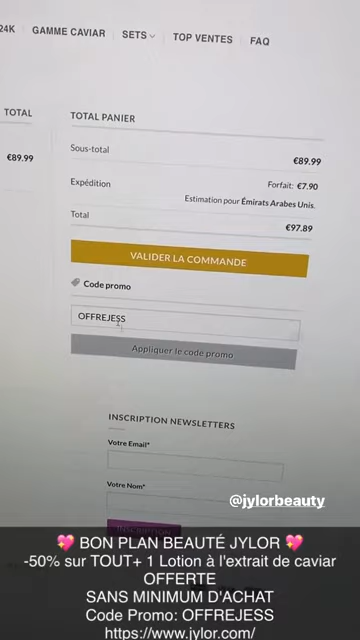 24K GAMME CAVIAR SETS TOP VENTES FAQ
TOTAL
€89.99
TOTAL PANIER
Sous-total €89.99
Expédition Forfait: €7.90
Estimation pour Émirats Arabes Unis.
Total €97.89
VALIDER LA COMMANDE
Code promo
OFFREJESS
Appliquer le code promo
INSCRIPTION NEWSLETTERS
Votre Email*
Votre Nom*
@jylorbeauty
INSCRIPTION
💖 BON PLAN BEAUTÉ JYLOR 💖
-50% sur TOUT+ 1 Lotion à l'extrait de caviar
OFFERTE
SANS MINIMUM D'ACHAT
Code Promo: OFFREJESS
https://www.jylor.com/